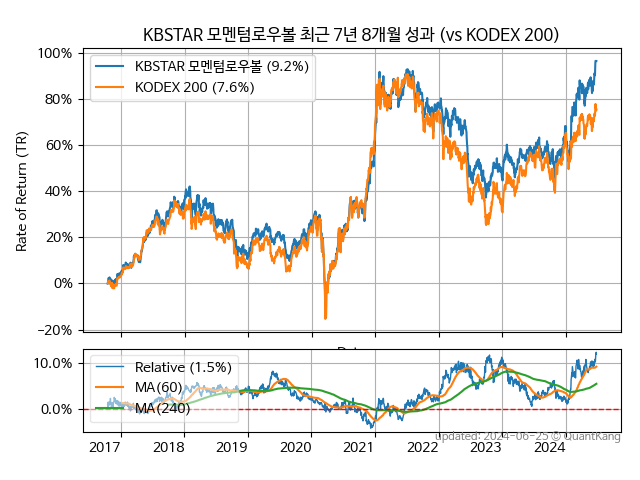 KBSTAR 모멘텀로우볼 최근 7년 8개월 성과 (vs KODEX 200)
100%
80%
60%
40%
20%
0%
−20%
Rate of Return (TR)
KBSTAR 모멘텀로우볼 (9.2%)
KODEX 200 (7.6%)
10.0%
0.0%
Relative (1.5%)
MA(60)
MA(240)
2017 2018 2019 2020 2021 2022 2023 2024
Updated: 2024-06-25 © QuantKang